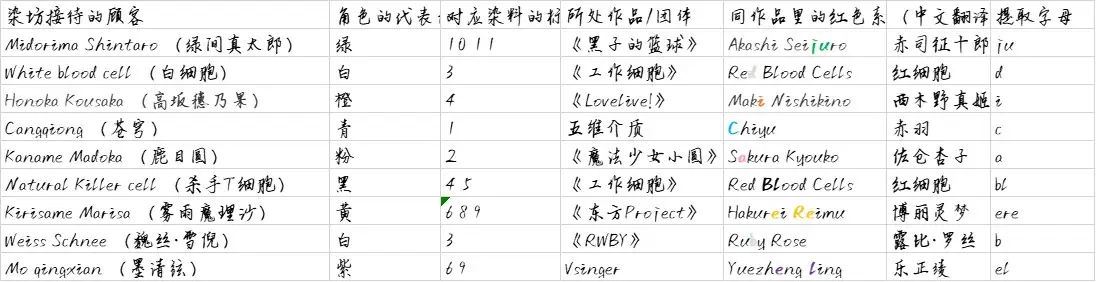 染坊接待的顾客 角色的代表 对应染料的 所处作品/团体 同作品里的红色系 （中文翻译 提取字母
Midorima Shintaro（绿间真太郎） 绿 10 11 《黑子的篮球》 Akashi Seijuro 赤司征十郎 ju
White blood cell（白细胞） 白 3 《工作细胞》 Red Blood Cells 红细胞 d
Honoka Kousaka（高坂穗乃果） 橙 4 《Lovelive!》 Maki Nishikino 西木野真姬 i
Cangqiong（苍穹） 青 1 五维介质 Chiyu 赤羽 c
Kaname Madoka（鹿目圆） 粉 2 《魔法少女小圆》 Sakura Kyouko 佐仓杏子 a
Natural Killer cell（杀手T细胞） 黑 4 5 《工作细胞》 Red Blood Cells 红细胞 bl
Kirisame Marisa（雾雨魔理沙） 黄 6 8 9 《东方Project》 Hakurei Reimu 博丽灵梦 ere
Weiss Schnee（魏丝·雪倪） 白 3 《RWBY》 Ruby Rose 露比·罗丝 b
Mo qingxian（墨清弦） 紫 6 9 Vsinger Yuezheng Ling 乐正绫 el